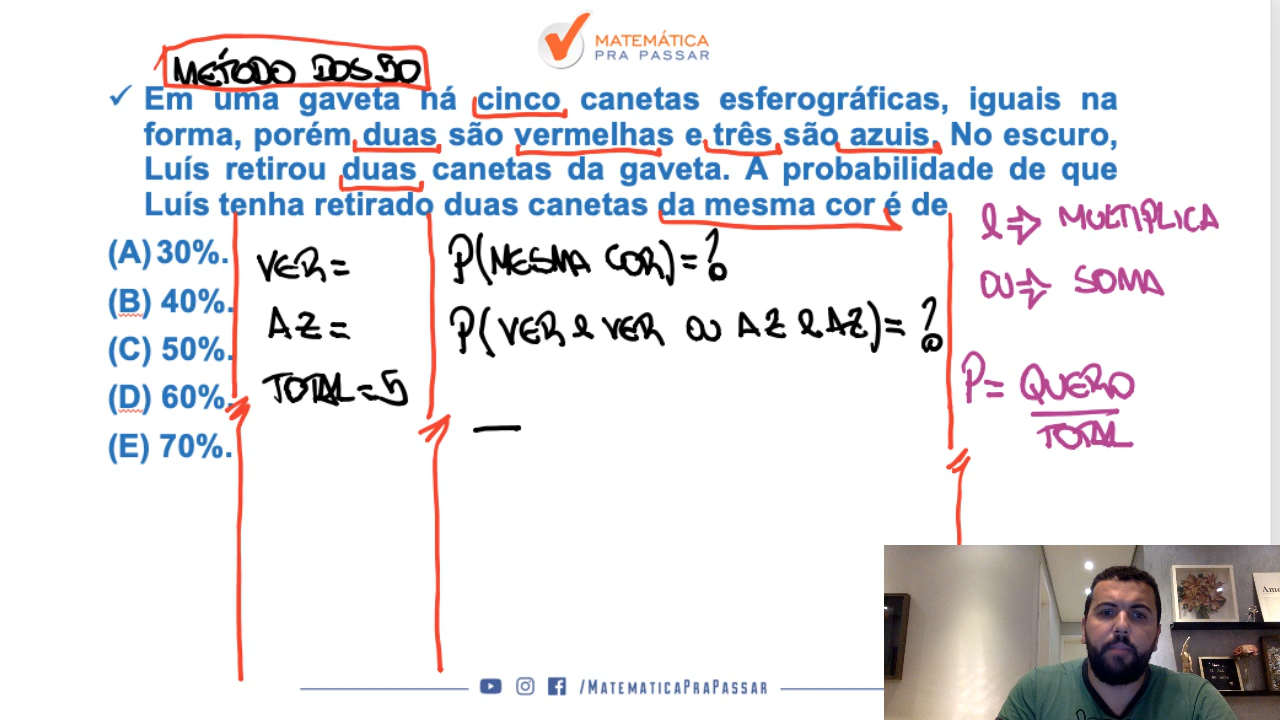 MATEMÁTICA
PRA PASSAR
MÉTODO DOS 50
✓ Em uma gaveta há cinco canetas esferográficas, iguais na
forma, porém duas são vermelhas e três são azuis. No escuro,
Luís retirou duas canetas da gaveta. A probabilidade de que
Luís tenha retirado duas canetas da mesma cor é de
(A) 30%.
(B) 40%.
(C) 50%.
(D) 60%.
(E) 70%.
VER =
AZ =
TOTAL = 5
P(MESMA COR) = ?
P(VER e VER OU AZ e AZ) = ?
e ⇒ MULTIPLICA
OU ⇒ SOMA
P = QUERO
TOTAL
/MATEMATICAPRAPASSAR